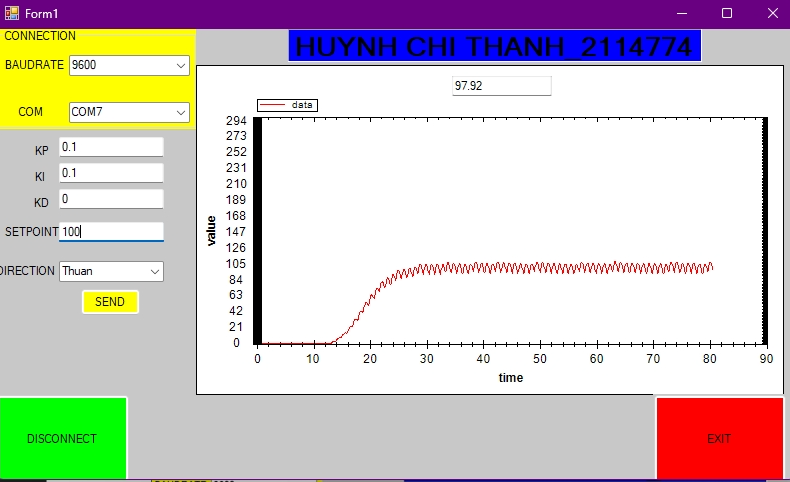 Form1
CONNECTION
HUYNH CHI THANH_2114774
BAUDRATE 9600
COM COM7
KP 0.1
KI 0.1
KD 0
SETPOINT 100
DIRECTION Thuan
SEND
97.92
data
294
273
252
231
210
189
168
147
126
105
84
63
42
21
0
value
0 10 20 30 40 50 60 70 80 90
time
DISCONNECT
EXIT